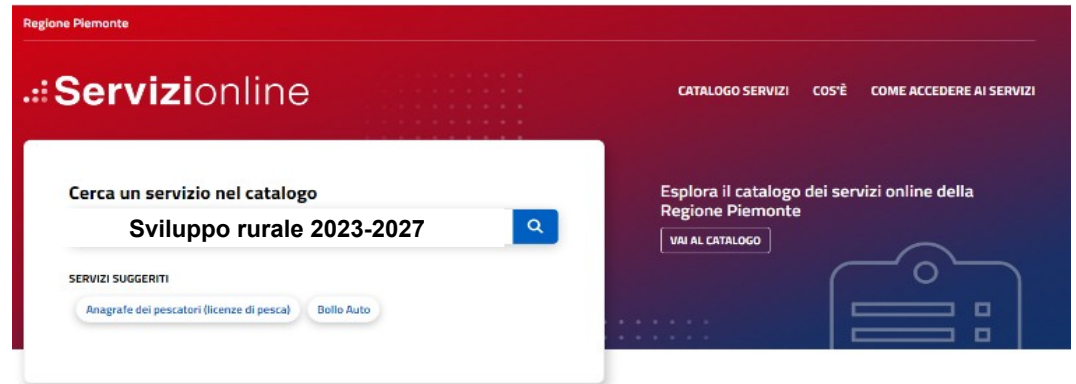 Regione Piemonte
Servizionline
CATALOGO SERVIZI COS'È COME ACCEDERE AI SERVIZI
Cerca un servizio nel catalogo
Sviluppo rurale 2023-2027
SERVIZI SUGGERITI
Anagrafe dei pescatori (licenze di pesca) Bollo Auto
Esplora il catalogo dei servizi online della
Regione Piemonte
VAI AL CATALOGO